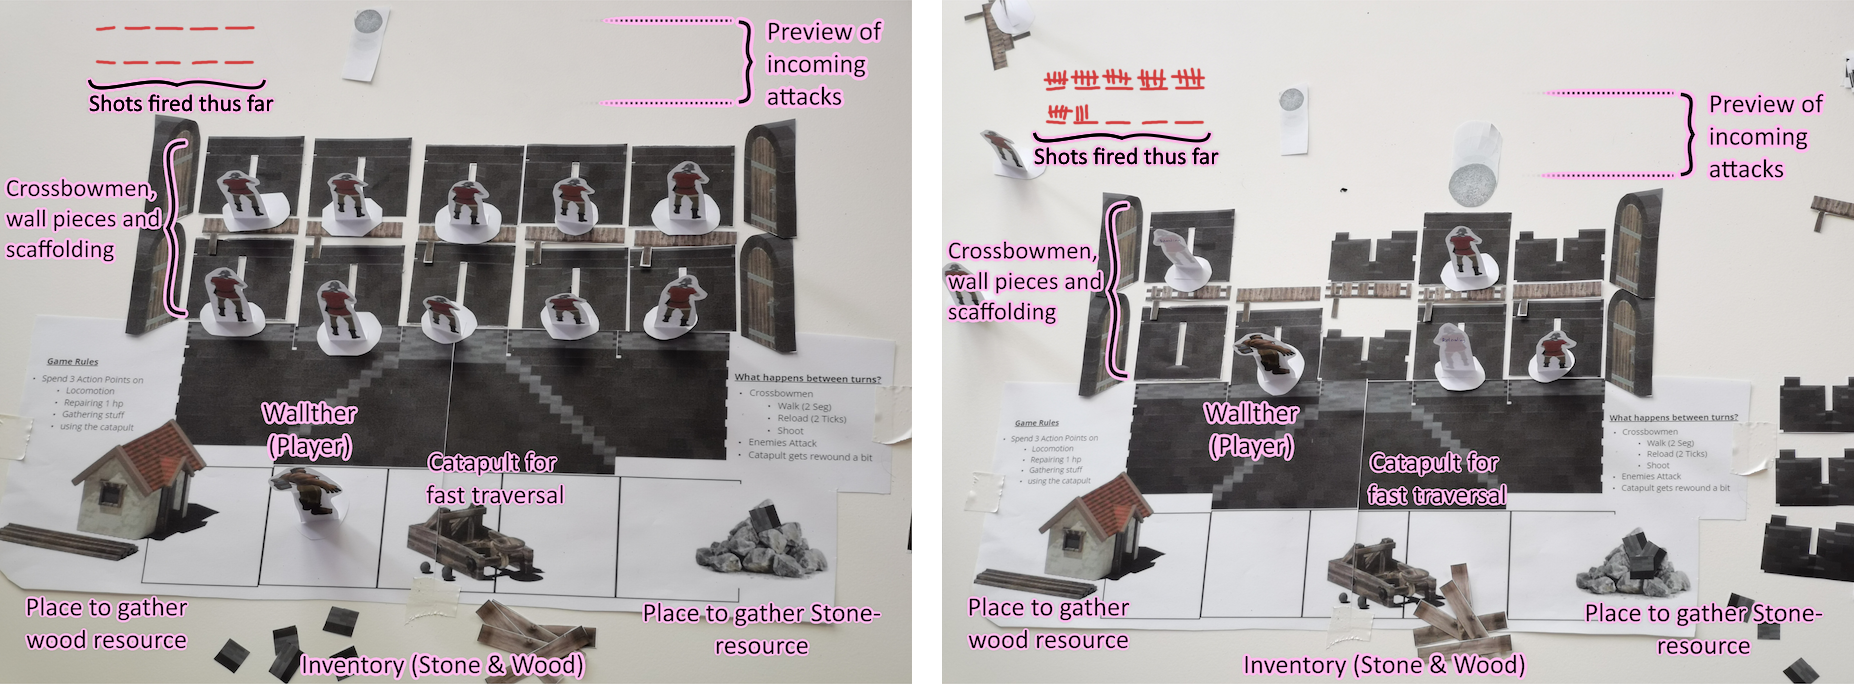 Preview of
incoming
attacks
Shots fired thus far
Crossbowmen,
wall pieces and
scaffolding
Game Rules
• Spend 3 Action Points on
• Locomotion
• Repairing 1 hp
• Gathering stuff
• using the catapult
What happens between turns?
• Crossbowmen
• Walk (2 Seg)
• Reload (2 Ticks)
• Shoot
• Enemies Attack
• Catapult gets rewound a bit
Wallther
(Player)
Catapult for
fast traversal
Place to gather
wood resource
Place to gather Stone-
resource
Inventory (Stone & Wood)
Preview of
incoming
attacks
Shots fired thus far
Crossbowmen,
wall pieces and
scaffolding
Game Rules
• Spend 3 Action Points on
• Locomotion
• Repairing 1 hp
• Gathering stuff
• using the catapult
What happens between turns?
• Crossbowmen
• Walk (2 Seg)
• Reload (2 Ticks)
• Shoot
• Enemies Attack
• Catapult gets rewound a bit
Wallther
(Player)
Catapult for
fast traversal
Place to gather
wood resource
Place to gather Stone-
resource
Inventory (Stone & Wood)